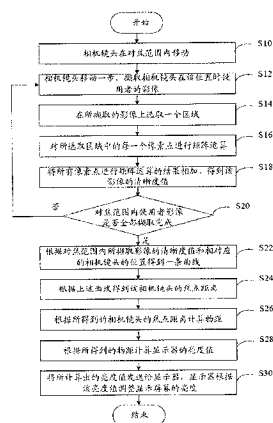 开始
S10
相机镜头在对焦范围内移动
S12
相机镜头移动一步，摄取相机镜头在该位置时使
用者的影像
S14
在所摄取的影像上选取一个区域
S16
对所选取区域中的每一个像素点进行矩阵运算
S18
将所有像素点进行矩阵运算的结果相加，得到该
影像的清晰度值
S20
否
对焦范围内使用者影像
是否全部摄取完成
是
S22
根据对焦范围内所摄取影像的清晰度值和相对应
的相机镜头的位置得到一条曲线
S24
根据上述曲线得到该相机镜头的焦点距离
S26
根据所得到的相机镜头的焦点距离计算物距
S28
根据所得到的物距计算显示器的亮度值
S30
将所计算出的亮度值发送给显示器，显示器根据
该亮度值调整显示屏幕的亮度
结束